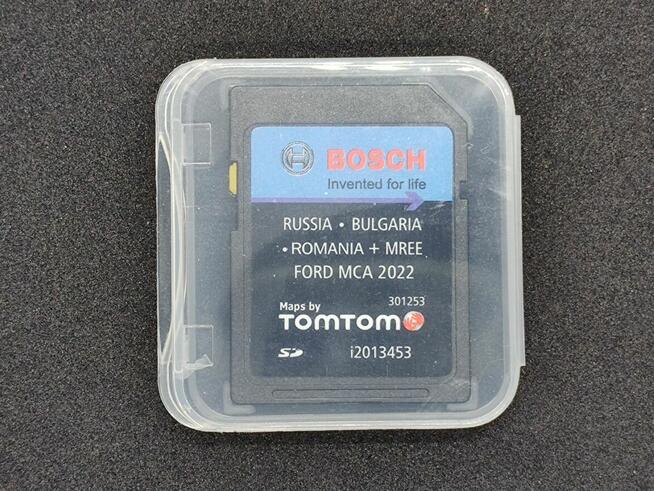 BOSCH
Invented for life
RUSSIA • BULGARIA
• ROMANIA + MREE
FORD MCA 2022
301253
Maps by
TOMTOM
SD i2013453